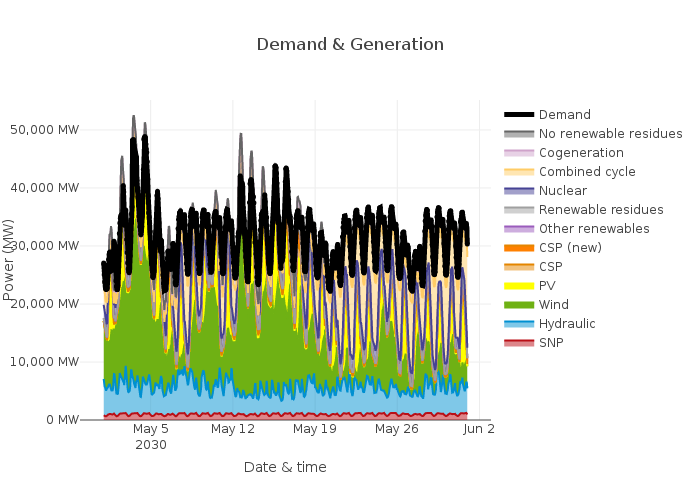 Demand & Generation
50,000 MW
40,000 MW
30,000 MW
20,000 MW
10,000 MW
0 MW
Power (MW)
May 5
2030
May 12
May 19
May 26
Jun 2
Date & time
Demand
No renewable residues
Cogeneration
Combined cycle
Nuclear
Renewable residues
Other renewables
CSP (new)
CSP
PV
Wind
Hydraulic
SNP